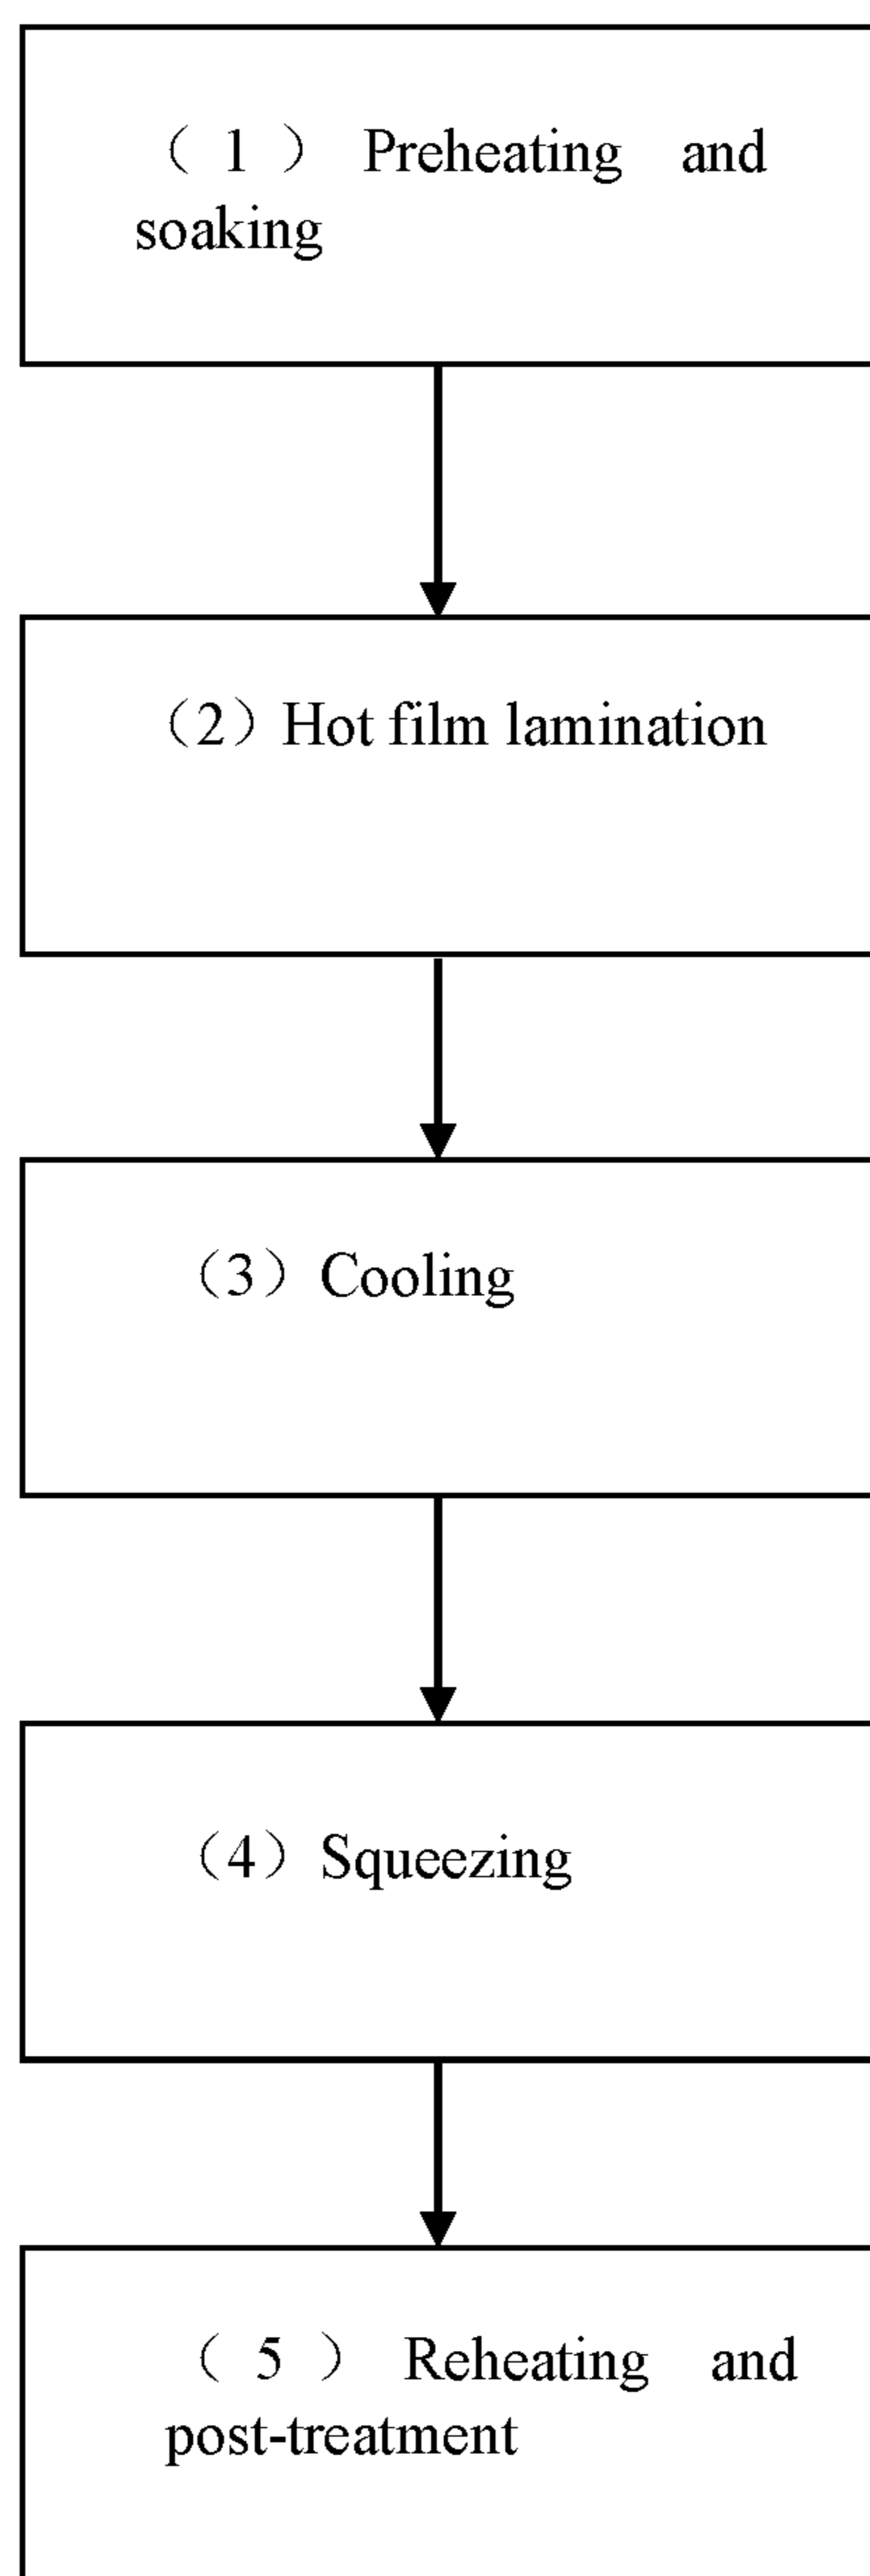 （1） Preheating and
soaking
（2）Hot film lamination
（3）Cooling
（4）Squeezing
（5） Reheating and
post-treatment